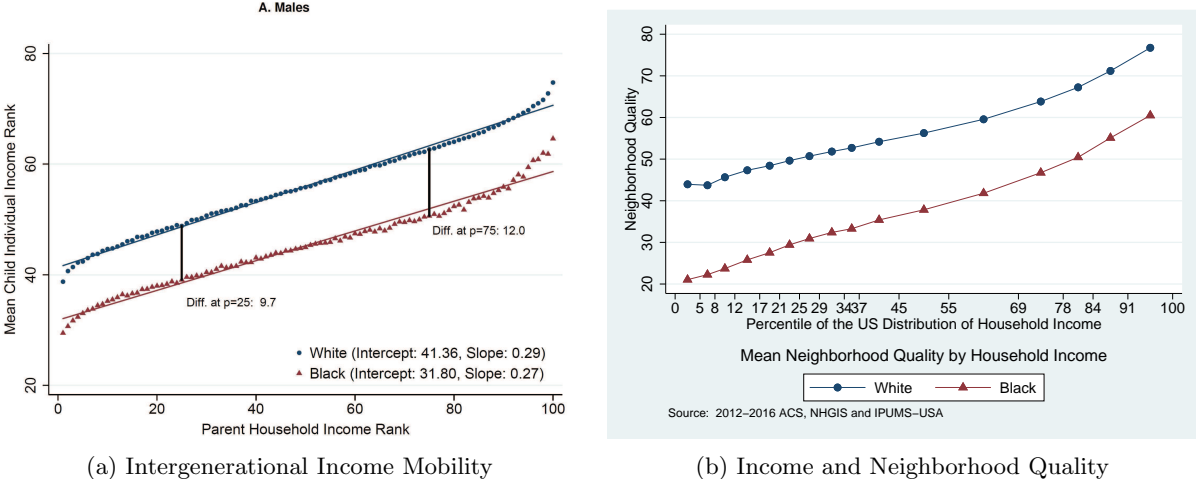 A. Males
Mean Child Individual Income Rank
80
60
40
20
Diff. at p=75: 12.0
Diff. at p=25: 9.7
White (Intercept: 41.36, Slope: 0.29)
Black (Intercept: 31.80, Slope: 0.27)
0 20 40 60 80 100
Parent Household Income Rank
(a) Intergenerational Income Mobility
Neighborhood Quality
80
70
60
50
40
30
20
0 5 8 12 17 21 25 29 3437 45 55 69 78 84 91 100
Percentile of the US Distribution of Household Income
Mean Neighborhood Quality by Household Income
White Black
Source: 2012–2016 ACS, NHGIS and IPUMS–USA
(b) Income and Neighborhood Quality